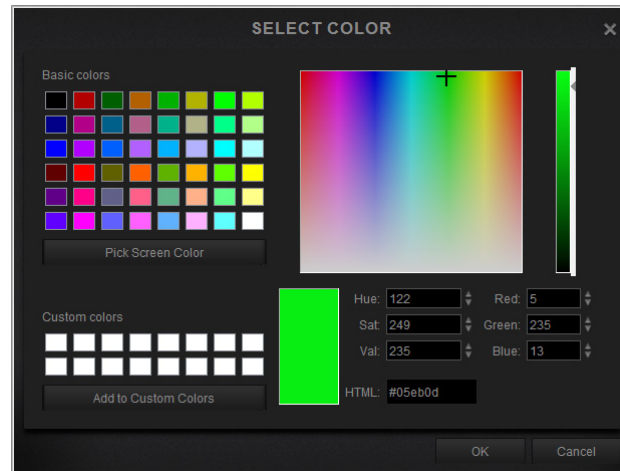 SELECT COLOR
Basic colors
Pick Screen Color
Custom colors
Add to Custom Colors
Hue: 122 Red: 5
Sat: 249 Green: 235
Val: 235 Blue: 13
HTML: #05eb0d
OK Cancel